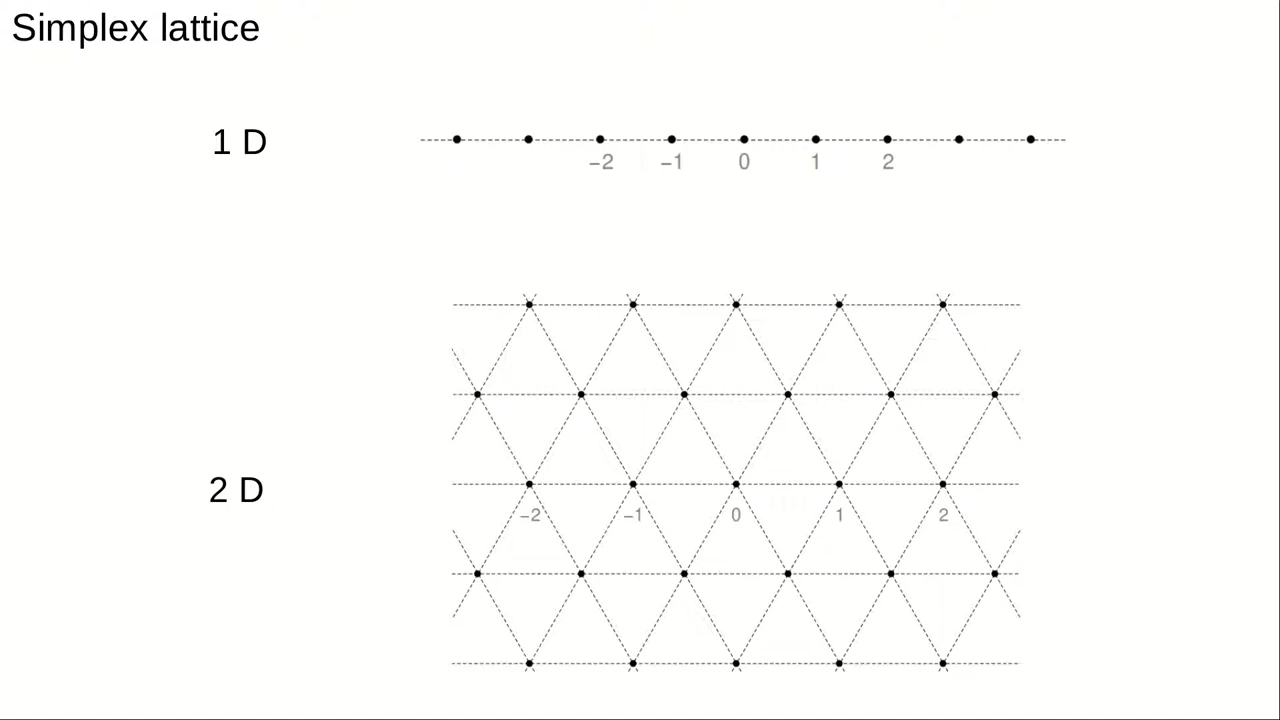 Simplex lattice
1 D
−2 −1 0 1 2
2 D
−2 −1 0 1 2